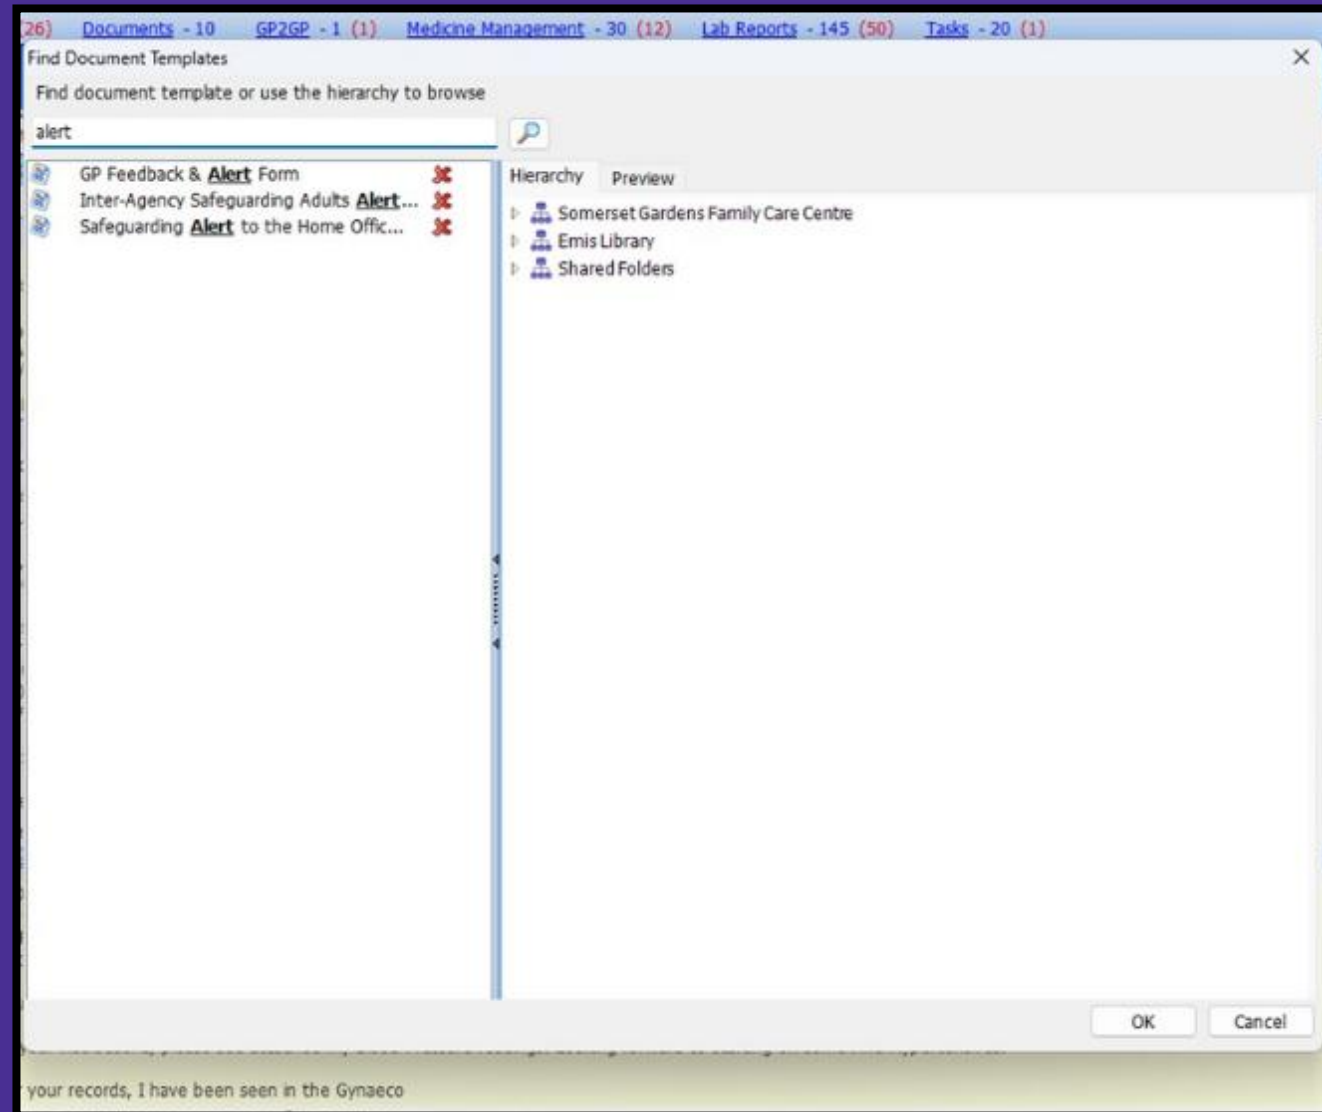 26) Documents - 10 GP2GP - 1 (1) Medicine Management - 30 (12) Lab Reports - 145 (50) Tasks - 20 (1)
Find Document Templates
Find document template or use the hierarchy to browse
alert
GP Feedback & Alert Form
Inter-Agency Safeguarding Adults Alert...
Safeguarding Alert to the Home Offic...
Hierarchy Preview
Somerset Gardens Family Care Centre
Emis Library
Shared Folders
OK Cancel
your records, I have been seen in the Gynaeco